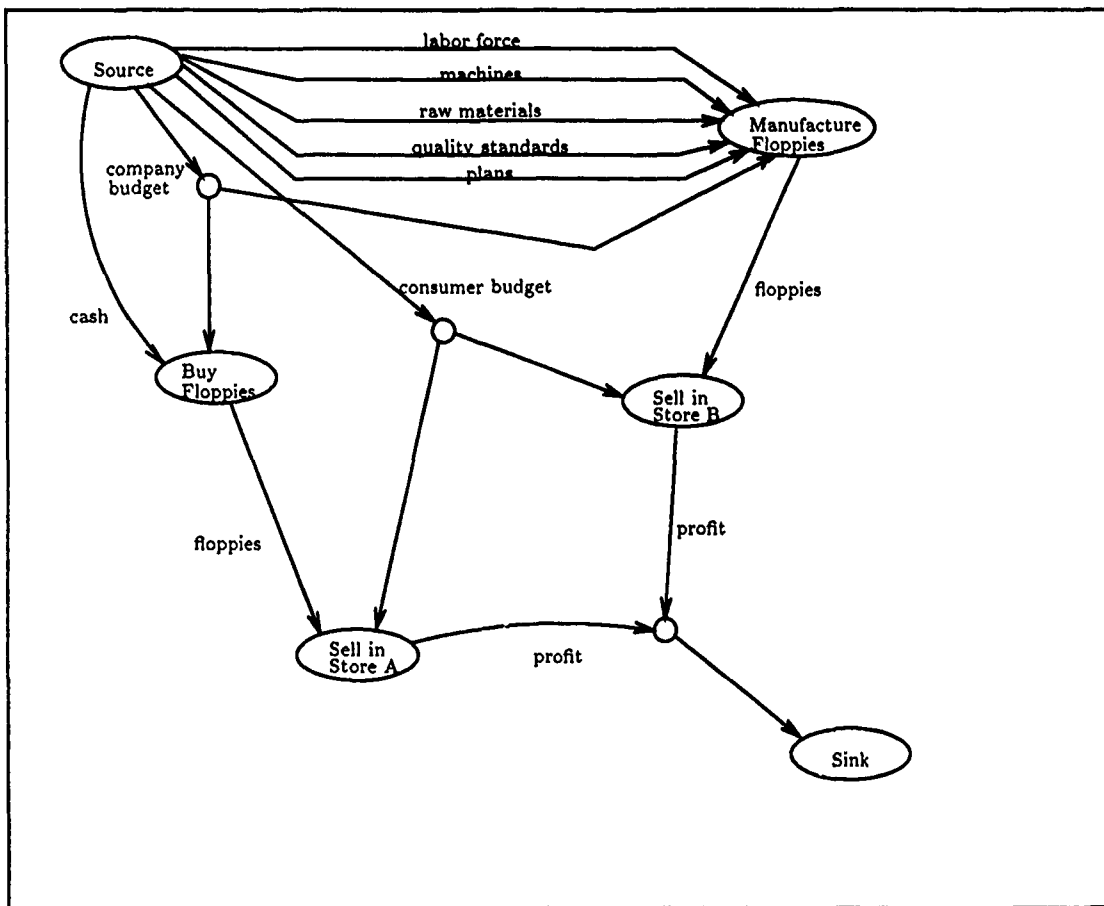 labor force
Source
machines
raw materials
Manufacture
Floppies
quality standards
plans
company
budget
consumer budget
floppies
cash
Buy
Floppies
Sell in
Store B
profit
floppies
Sell in
Store A
profit
Sink